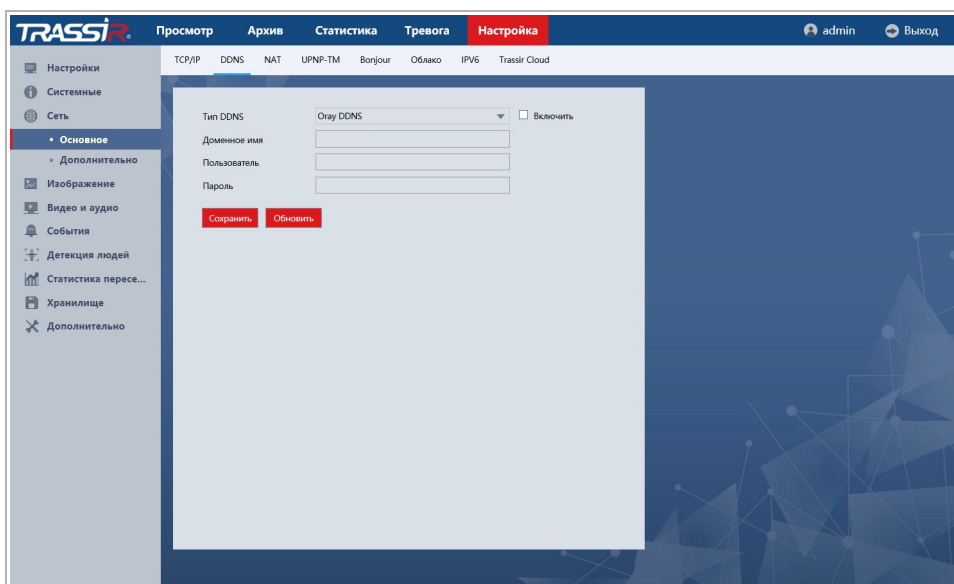 TRASSIR
Просмотр Архив Статистика Тревога Настройка admin Выход
TCP/IP DDNS NAT UPNP-TM Bonjour Облако IPV6 Trassir Cloud
Настройки
Системные
Сеть
• Основное
• Дополнительно
Изображение
Видео и аудио
События
Детекция людей
Статистика пересе...
Хранилище
Дополнительно
Тип DDNS Oray DDNS Включить
Доменное имя
Пользователь
Пароль
Сохранить Обновить